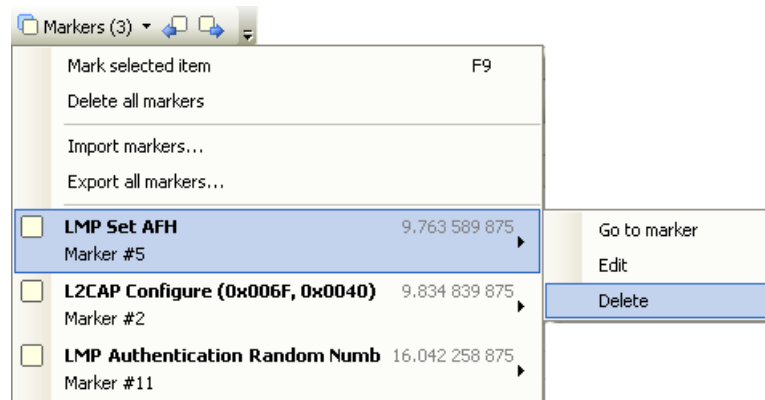 Markers (3)
Mark selected item F9
Delete all markers
Import markers...
Export all markers...
LMP Set AFH 9.763 589 875
Marker #5
Go to marker
Edit
Delete
L2CAP Configure (0x006F, 0x0040) 9.834 839 875
Marker #2
LMP Authentication Random Numb 16.042 258 875
Marker #11